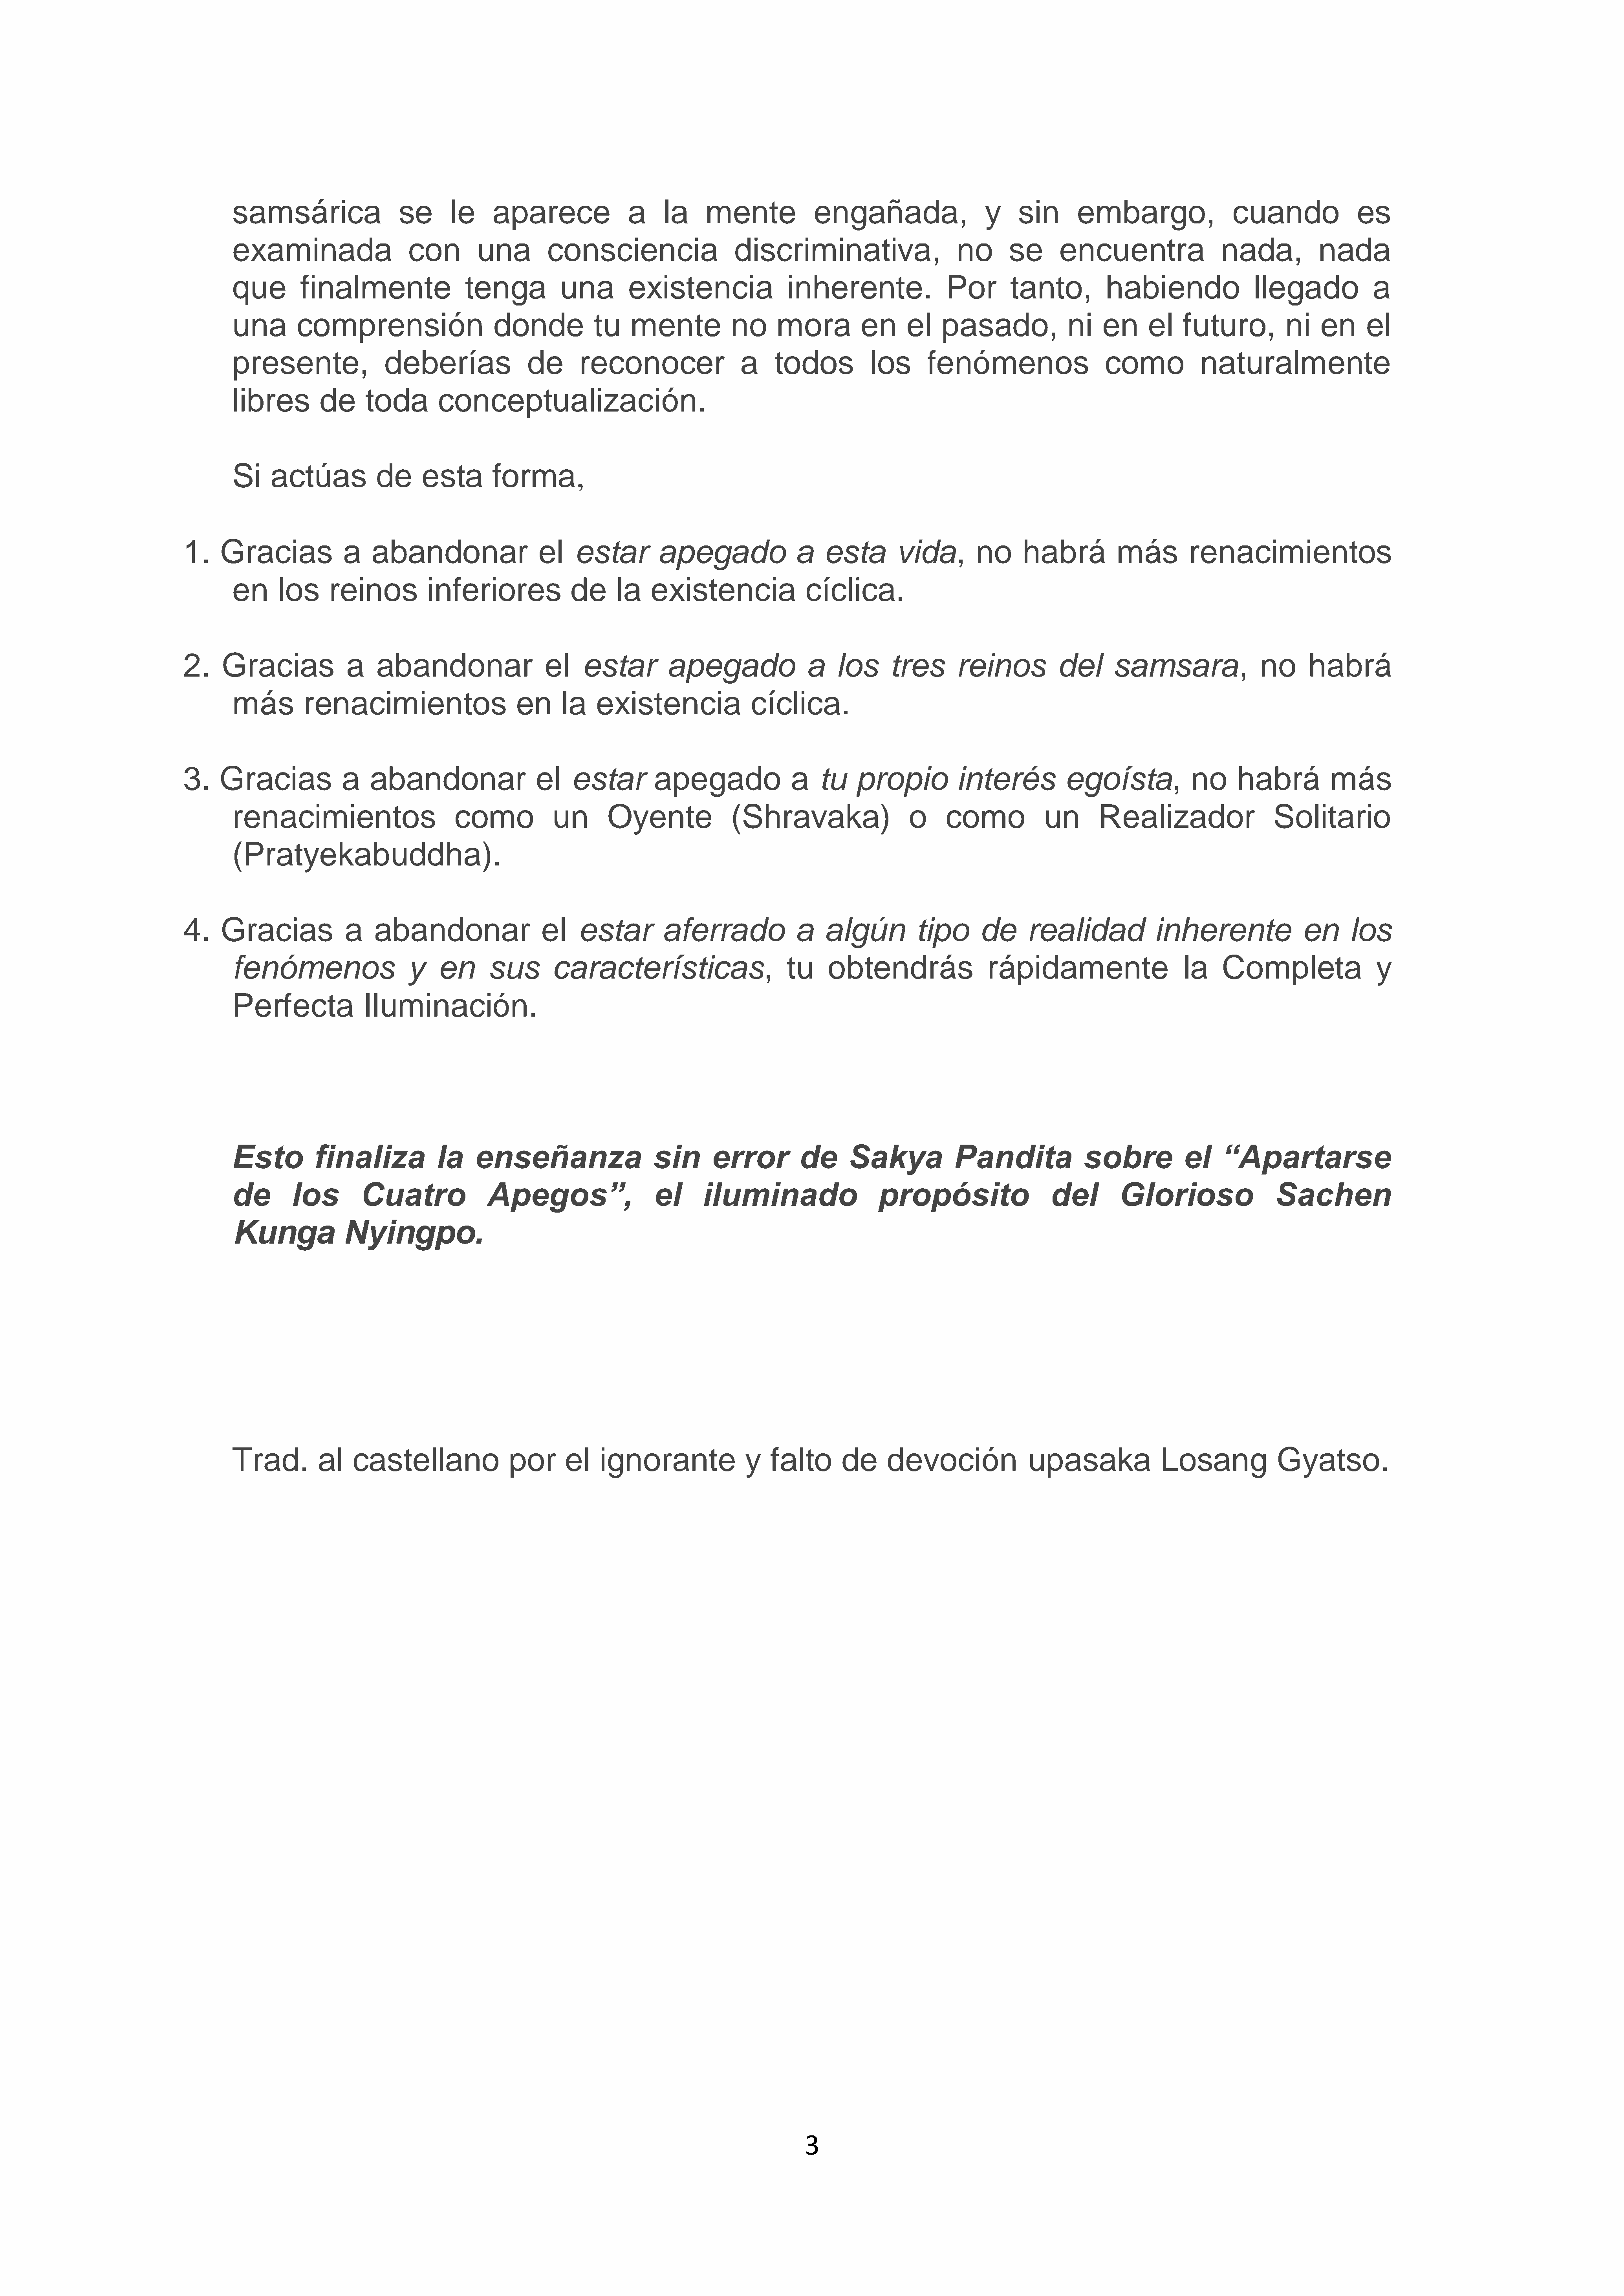 samsárica se le aparece a la mente engañada, y sin embargo, cuando es
examinada con una consciencia discriminativa, no se encuentra nada, nada
que finalmente tenga una existencia inherente. Por tanto, habiendo llegado a
una comprensión donde tu mente no mora en el pasado, ni en el futuro, ni en el
presente, deberías de reconocer a todos los fenómenos como naturalmente
libres de toda conceptualización.
Si actúas de esta forma,
1. Gracias a abandonar el estar apegado a esta vida, no habrá más renacimientos
en los reinos inferiores de la existencia cíclica.
2. Gracias a abandonar el estar apegado a los tres reinos del samsara, no habrá
más renacimientos en la existencia cíclica.
3. Gracias a abandonar el estar apegado a tu propio interés egoísta, no habrá más
renacimientos como un Oyente (Shravaka) o como un Realizador Solitario
(Pratyekabuddha).
4. Gracias a abandonar el estar aferrado a algún tipo de realidad inherente en los
fenómenos y en sus características, tu obtendrás rápidamente la Completa y
Perfecta Iluminación.
Esto finaliza la enseñanza sin error de Sakya Pandita sobre el “Apartarse
de los Cuatro Apegos”, el iluminado propósito del Glorioso Sachen
Kunga Nyingpo.
Trad. al castellano por el ignorante y falto de devoción upasaka Losang Gyatso.
3